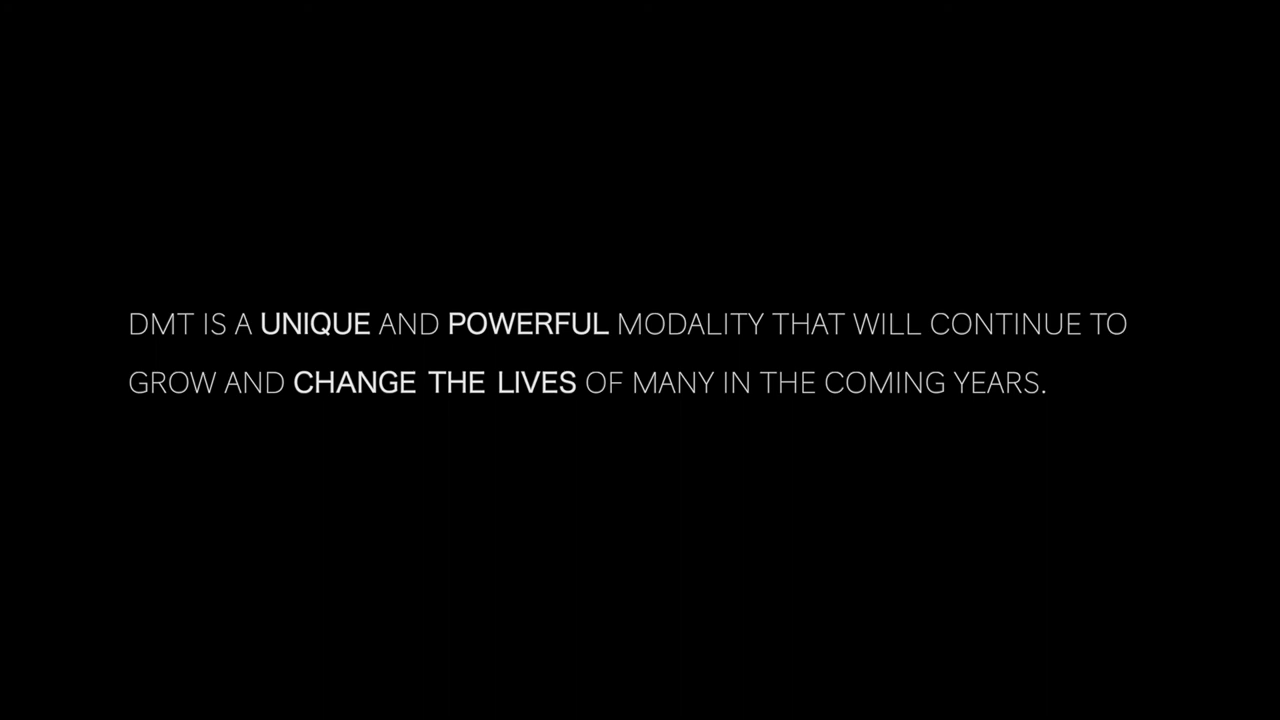 DMT IS A UNIQUE AND POWERFUL MODALITY THAT WILL CONTINUE TO
GROW AND CHANGE THE LIVES OF MANY IN THE COMING YEARS.